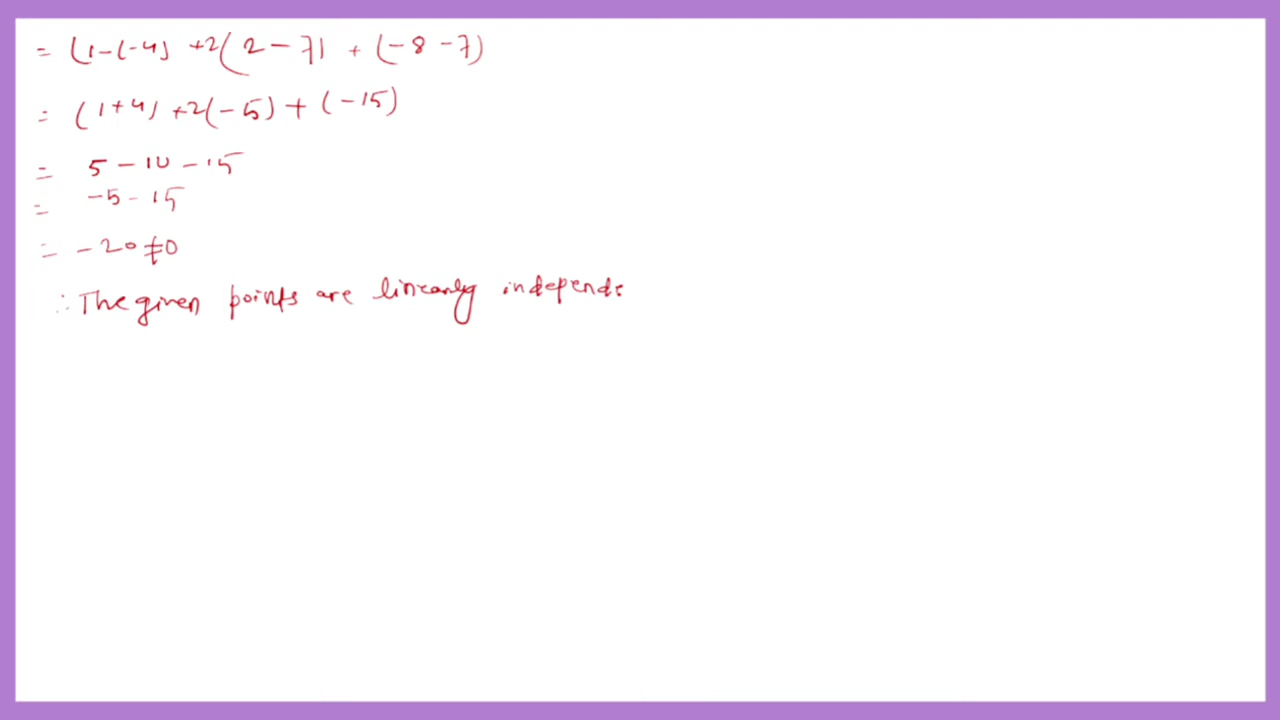 = (1-(-4) +2(2-7) + (-8-7)
= (1+4) +2(-5) + (-15)
= 5-10-15
= -5-15
= -20≠0
∴ The given points are linearly independe